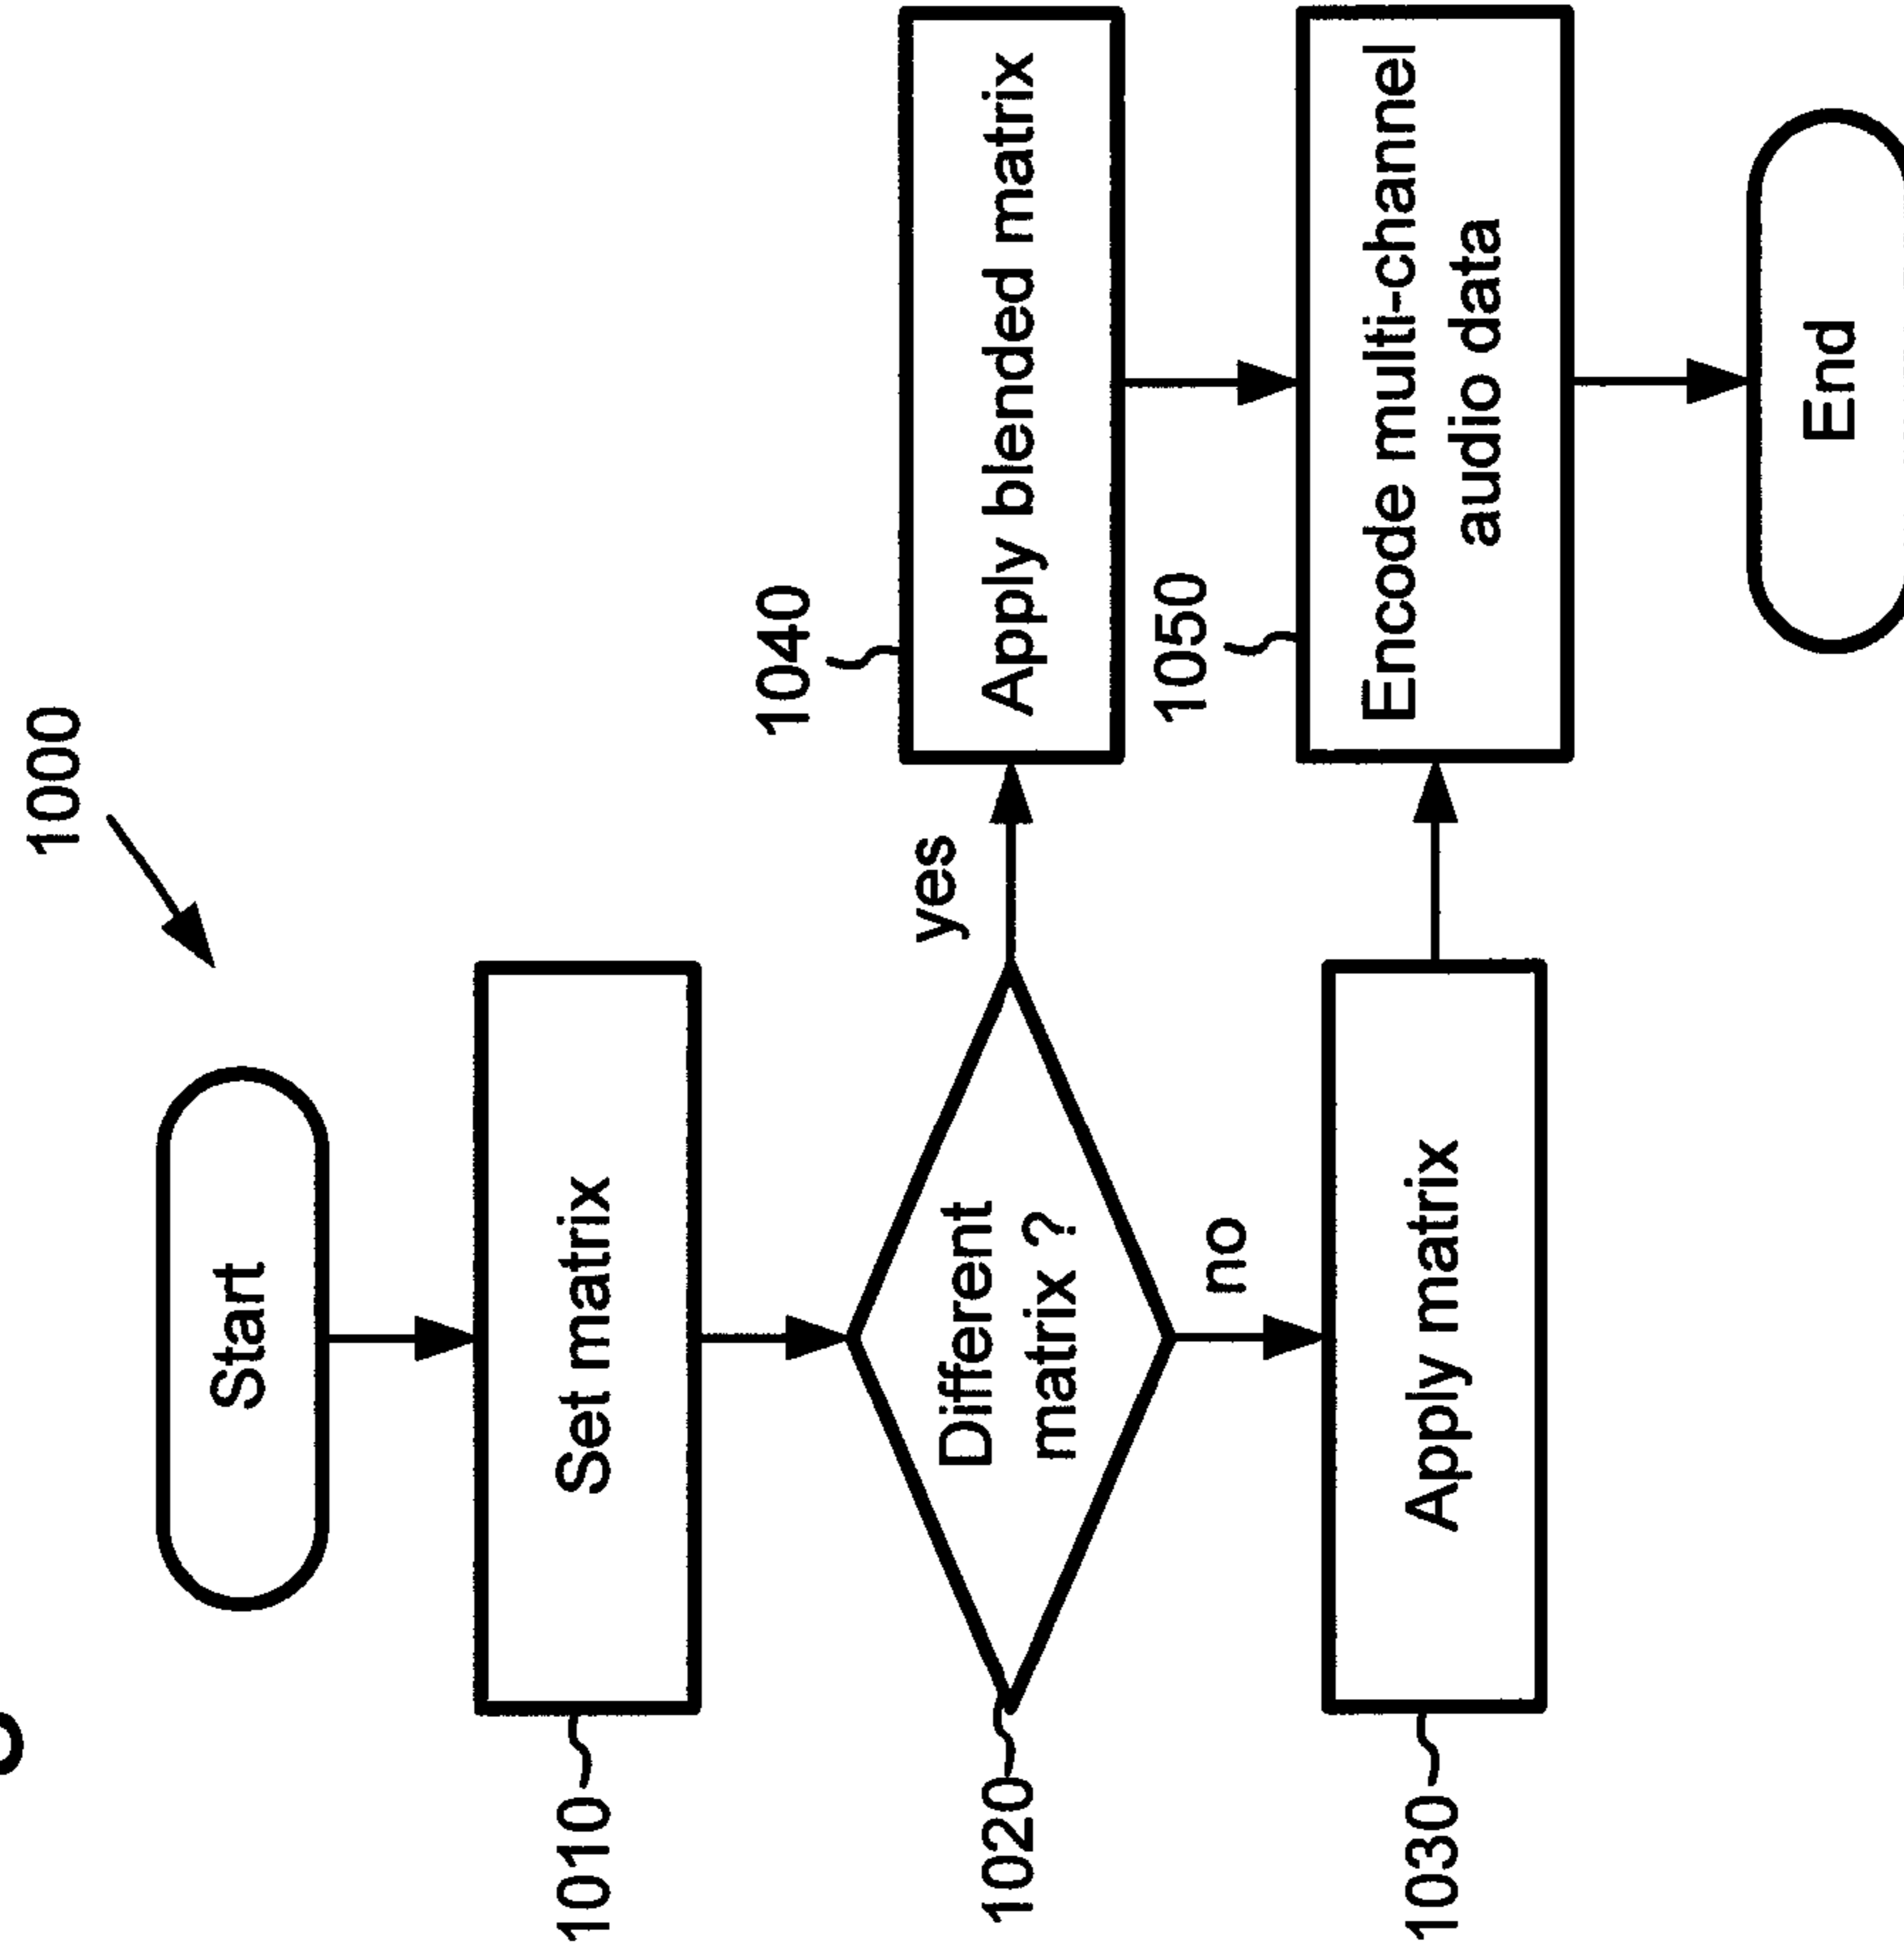 1000
Start
1010
Set matrix
1020
Different
matrix ?
yes
1040
Apply blended matrix
no
1030
Apply matrix
1050
Encode multi-channel
audio data
End